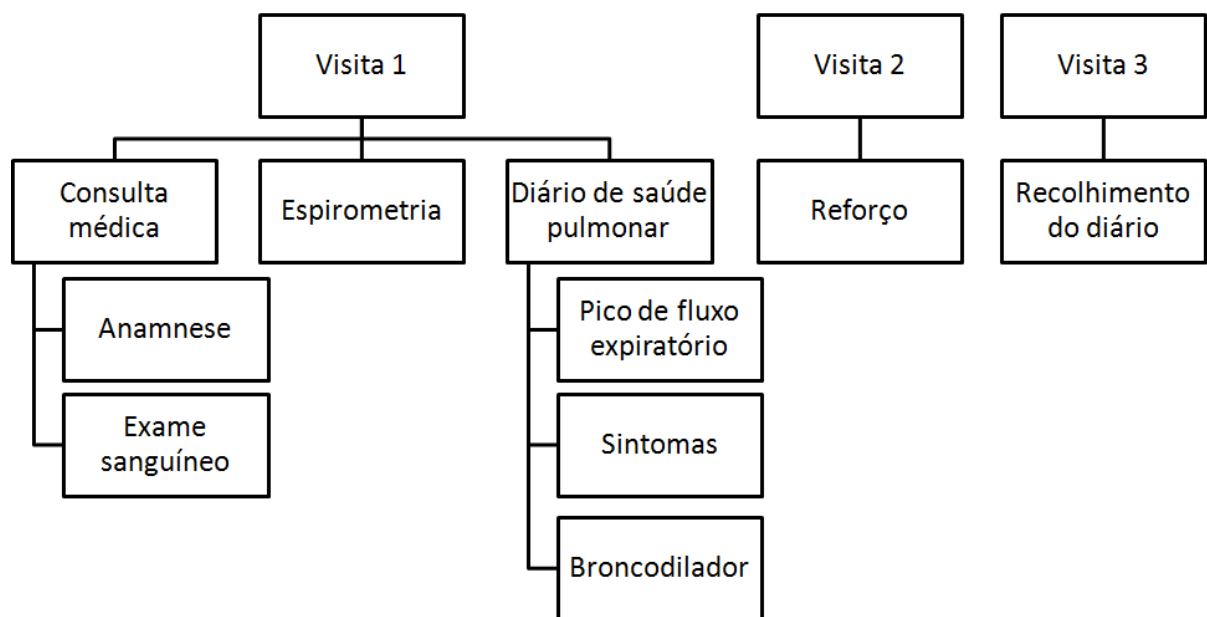 Visita 1
Visita 2
Visita 3
Consulta
médica
Espirometria
Diário de saúde
pulmonar
Reforço
Recolhimento
do diário
Anamnese
Exame
sanguíneo
Pico de fluxo
expiratório
Sintomas
Broncodilador